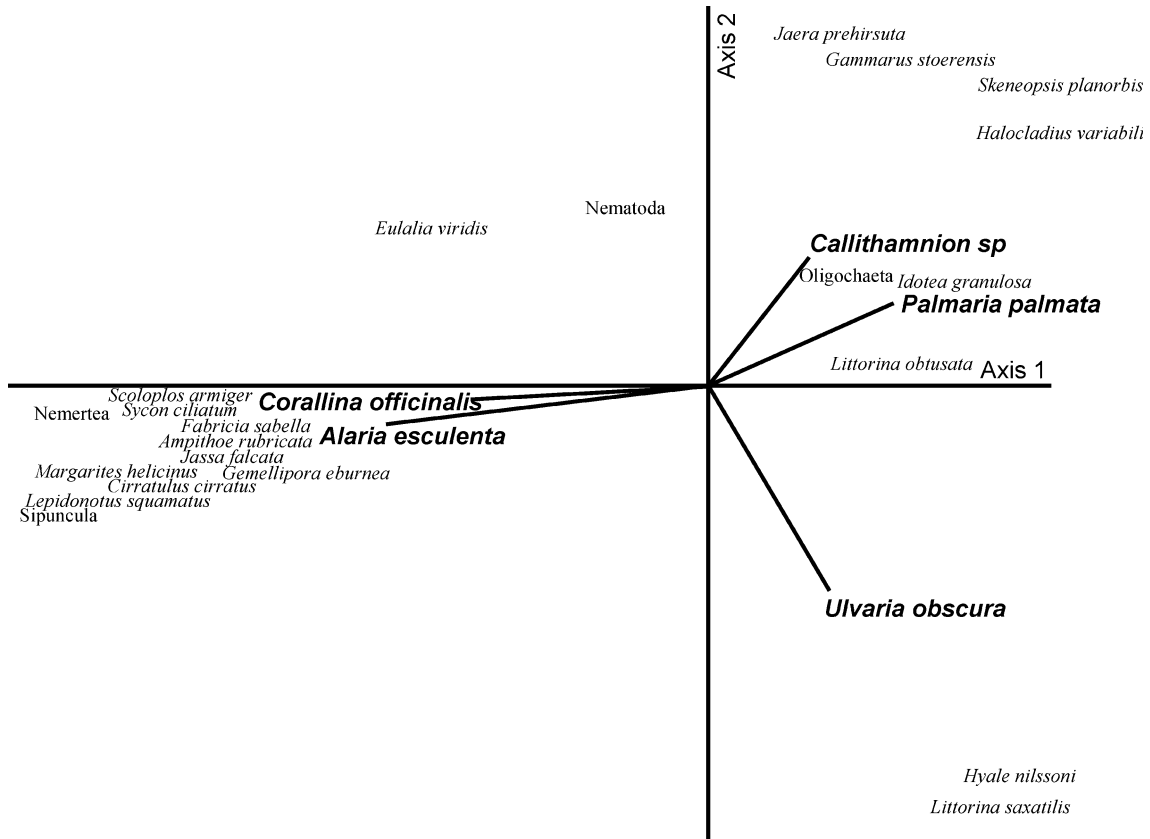 Axis 2
Jaera prehirsuta
Gammarus stoerensis
Skeneopsis planorbis
Halocladius variabili
Nematoda
Eulalia viridis
Callithamnion sp
Oligochaeta
Idotea granulosa
Palmaria palmata
Littorina obtusata
Axis 1
Scoloplos armiger
Nemertea
Sycon ciliatum
Corallina officinalis
Fabricia sabella
Ampithoe rubricata
Alaria esculenta
Jassa falcata
Margarites helicinus
Gemellipora eburnea
Cirratulus cirratus
Lepidonotus squamatus
Sipuncula
Ulvaria obscura
Hyale nilssoni
Littorina saxatilis